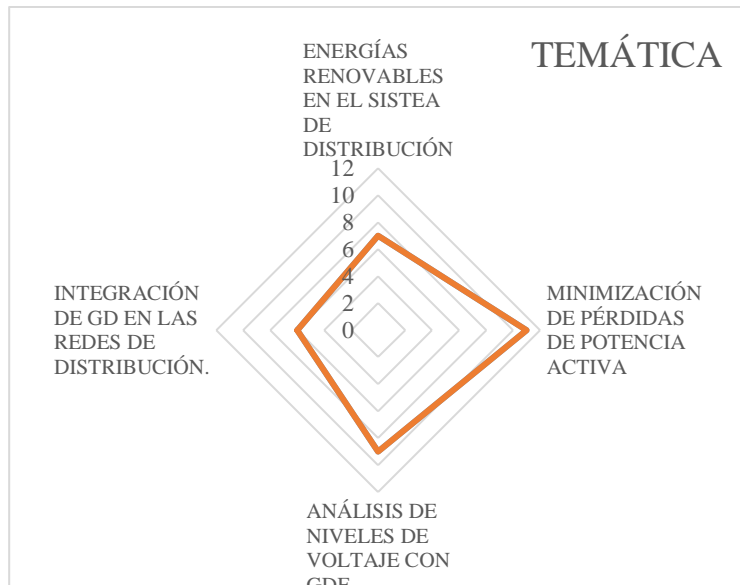 TEMÁTICA
ENERGÍAS
RENOVABLES
EN EL SISTEA
DE
DISTRIBUCIÓN
12
10
8
6
4
2
0
MINIMIZACIÓN
DE PÉRDIDAS
DE POTENCIA
ACTIVA
ANÁLISIS DE
NIVELES DE
VOLTAJE CON
INTEGRACIÓN
DE GD EN LAS
REDES DE
DISTRIBUCIÓN.